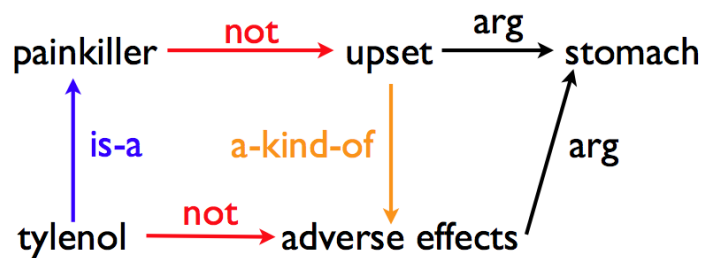 painkiller not upset arg stomach
is-a a-kind-of arg
tylenol not adverse effects